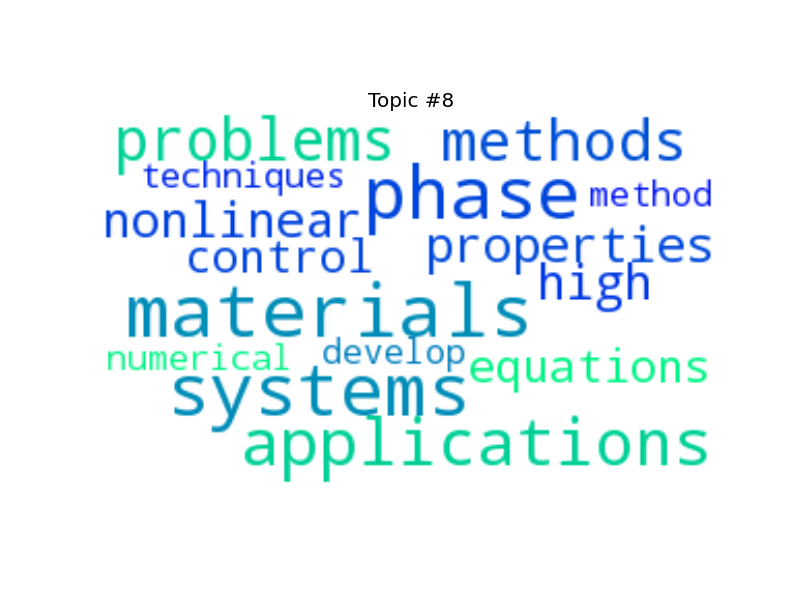 Topic #8
problems methods
techniques phase method
nonlinear properties
control high
materials
numerical develop equations
systems
applications